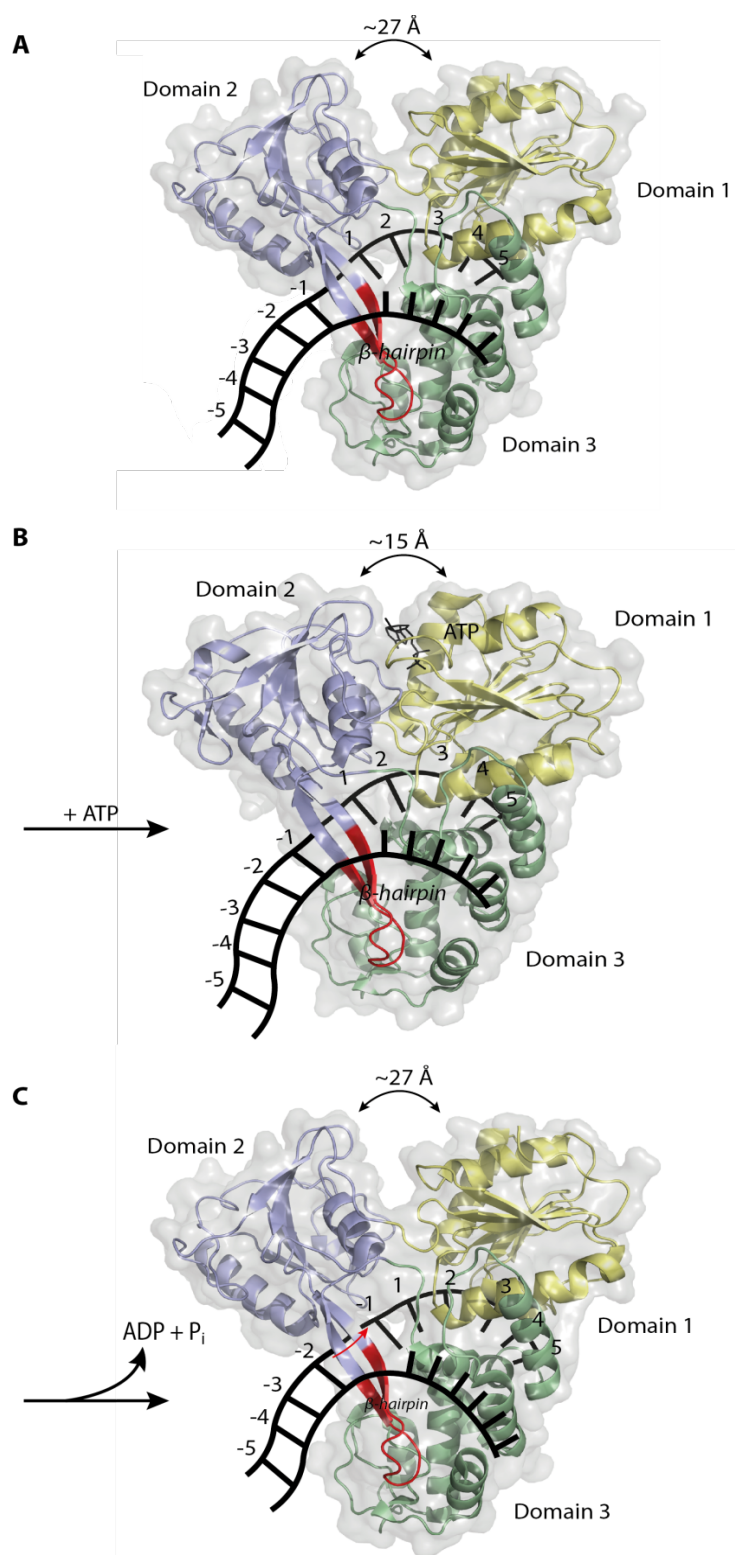 A
~27 Å
Domain 2
Domain 1
1
2
3
4
5
-1
-2
-3
-4
-5
β-hairpin
Domain 3
B
~15 Å
Domain 2
ATP
Domain 1
1
2
3
4
5
+ ATP
-1
-2
-3
-4
-5
β-hairpin
Domain 3
C
~27 Å
Domain 2
-1
1
2
3
4
5
Domain 1
ADP + Pi
-2
-3
-4
-5
β-hairpin
Domain 3